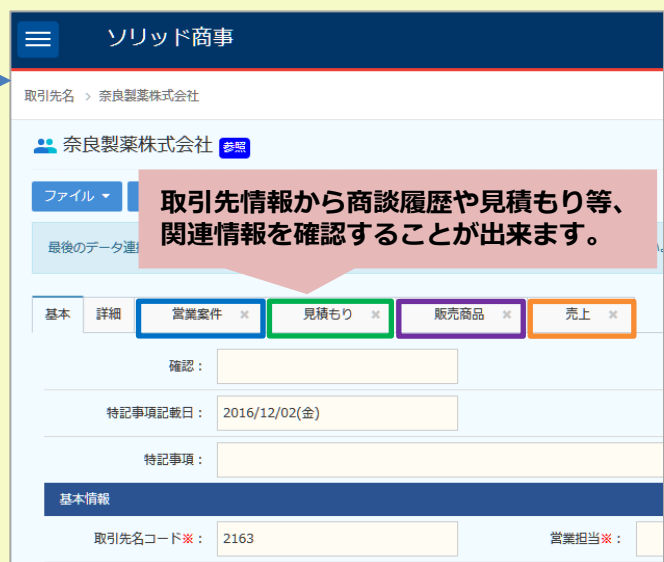 ソリッド商事
取引先名 > 奈良製薬株式会社
奈良製薬株式会社 参照
ファイル
取引先情報から商談履歴や見積もり等、
関連情報を確認することが出来ます。
最後のデータ連
基本 詳細 営業案件 × 見積もり × 販売商品 × 売上 ×
確認：
特記事項記載日： 2016/12/02(金)
特記事項：
基本情報
取引先名コード※： 2163 営業担当※：